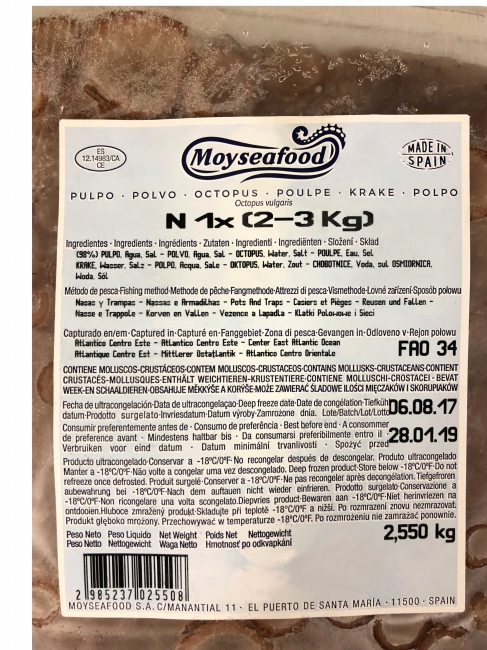 ES
12.14983/CA
CE
Moyseafood
MADE IN
SPAIN
PULPO · POLVO · OCTOPUS · POULPE · KRAKE · POLPO
Octopus vulgaris
N 1x (2-3 Kg)
Ingredientes · Ingredients · Ingrédients · Zutaten · Ingredienti · Ingrediënten · Složení · Skład
(98%) PULPO, Agua, Sal - POLVO, Agua, Sal - OCTOPUS, Water, Salt - POULPE, Eau, Sel
KRAKE, Wasser, Salz - POLPO, Acqua, Sale - OKTOPUS, Water, Zout - CHOBOTNICE, Voda, sul OSMIORNICA,
Woda, Sól
Método de pesca-Fishing method-Methode de pêche-Fangmethode-Attrezzi di pesca-Vismethode-Lovné zařízení-Sposób połowu
Nasas y Trampas - Nassas e Armadilhas - Pots And Traps - Casiers et Pièges - Reusen und Fallen -
Nasse e Trappole - Korven en Vallen - Vezence a Lapadla - Klatki Połowowe i Sieci
Capturado en/em-Captured in-Capturé en-Fanggebiet-Zona di pesca-Gevangen in-Odloveno v-Rejon połowu
Atlantico Centro Este - Atlantico Centro Este - Center East Atlantic Ocean
Atlantique Centre Est - Mittlerer Ostatlantik - Atlantico Centro Orientale
FAO 34
CONTIENE MOLUSCOS-CRUSTÁCEOS-CONTEM MOLUSCOS-CRUSTACEOS-CONTAINS MOLLUSKS-CRUSTACEANS-CONTIENT
CRUSTACÉS-MOLLUSQUES-ENTHÄLT WEICHTIEREN-KRUSTENTIERE-CONTIENE MOLLUSCHI-CROSTACEI · BEVAT
WEEK-EN SCHAALDIEREN-OBSAHUJE MĚKKÝŠE A KORÝŠE-MOŻE ZAWIERAĆ ŚLADOWE ILOŚCI MIĘCZAKÓW I SKORUPIAKÓW
Fecha de ultracongelación-Data de ultracongelaçao-Deep freeze date-Date de congélation-Tiefkühl
datum-Prodotto surgelato-Invriesdatum-Datum výroby-Zamrożone dnia. Lote/Batch/Lot/Lotto
06.08.17
Consumir preferentemente antes de · Consumo de preferência · Best before end · A consommer
de preference avant · Mindestens haltbar bis · Da consumarsi preferibilmente entro il ·
Verbruiken voor eind datum · Datum minimální trvanlivosti · Spożyć przed
28.01.19
Producto ultracongelado-Conservar a -18°C/0°F-No recongelar después de descongelar. Produto ultracongelado
Manter a -18°C/0°F-Não volte a congelar uma vez descongelado. Deep frozen product-Store below -18°C/0°F-Do not
refreeze once defrosted. Produit surgelé-Conserver a -18°C/0°F-Ne pas recongeler après decongélation. Tielgefroren
aubewahrung bei -18°C/0°F-Nach dem auftauen nicht wieder einfrieren. Prodotto surgelato-Conservazione a
-18°C/0°F-Non ricongelare una volta scongelato.Diepvries product-Bewaren aan -18°C/0°F-Niet herinvriezen na
ontdooien.Hluboce zmražený produkt-Skladujte při teplotě -18°C/0°F a nižší. Po rozmrazení znovu nezmrazovat.
Produkt głęboko mrożony. Przechowywać w temperaturze -18°C/0°F. Po rozmrożeniu nie zamrażać ponownie.
Peso Neto Peso Liquido Net Weight Poids Net Nettogewicht
Peso Netto Nettogewicht Waga Netto Hmotnosť po odkvapkání
2,550 kg
2 985237 025508
MOYSEAFOOD S.A. C/MANANTIAL 11 · EL PUERTO DE SANTA MARÍA · 11500 · SPAIN